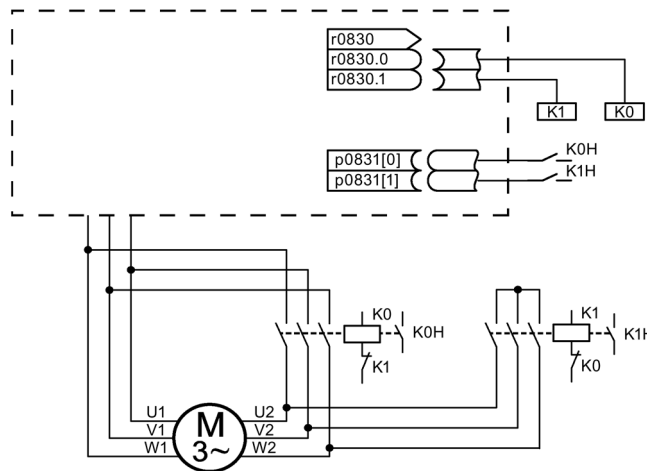 r0830
r0830.0
r0830.1
K1 K0
p0831[0]
K0H
p0831[1]
K1H
K0
K0H
K1
K1
K1H
K0
U1 U2
V1 V2
W1 W2
M
3~